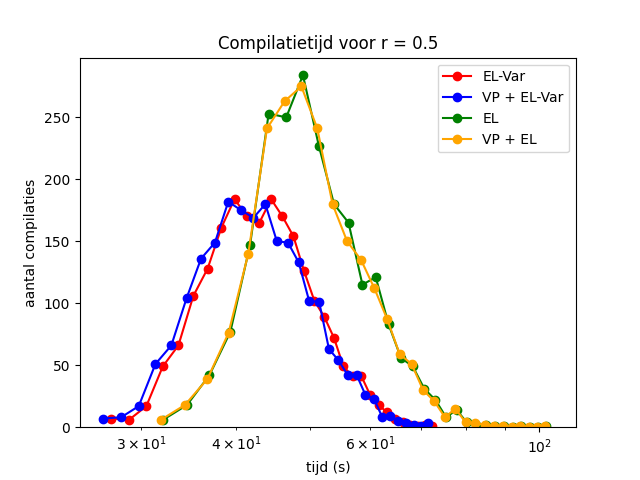 Compilatietijd voor r = 0.5
EL-Var
VP + EL-Var
EL
VP + EL
250
200
150
100
50
0
aantal compilaties
3 × 10¹
4 × 10¹
6 × 10¹
10²
tijd (s)